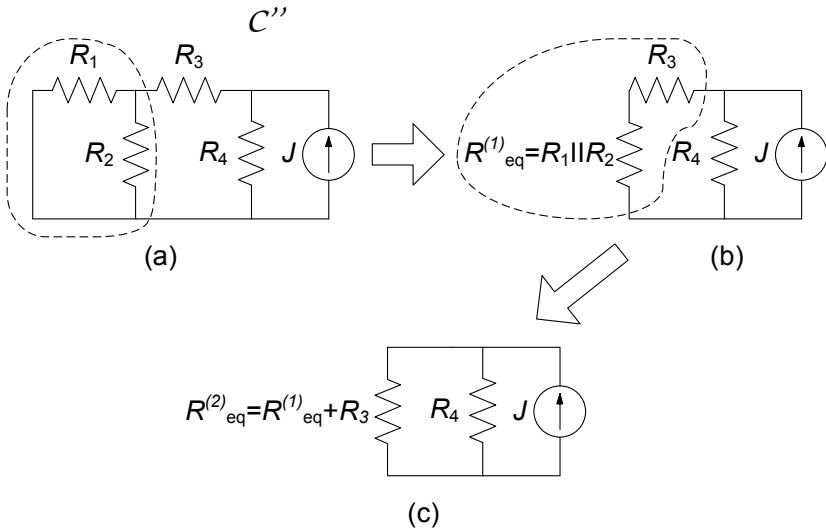 C’’
R1 R3
R2 R4 J
(a)
R3
R(1)eq=R1IIR2 R4 J
(b)
R(2)eq=R(1)eq+R3 R4 J
(c)